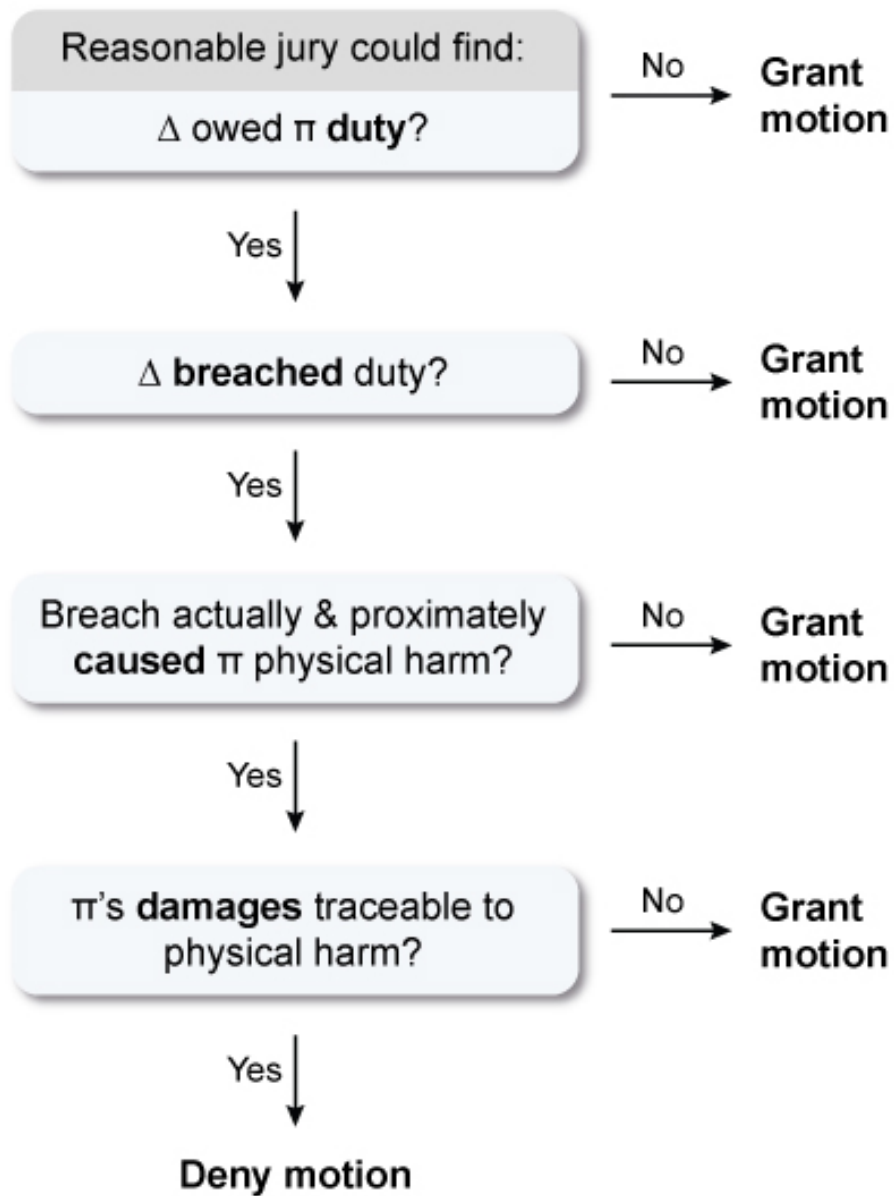 Reasonable jury could find:
Δ owed π duty?
No
Grant
motion
Yes
Δ breached duty?
No
Grant
motion
Yes
Breach actually & proximately
caused π physical harm?
No
Grant
motion
Yes
π's damages traceable to
physical harm?
No
Grant
motion
Yes
Deny motion